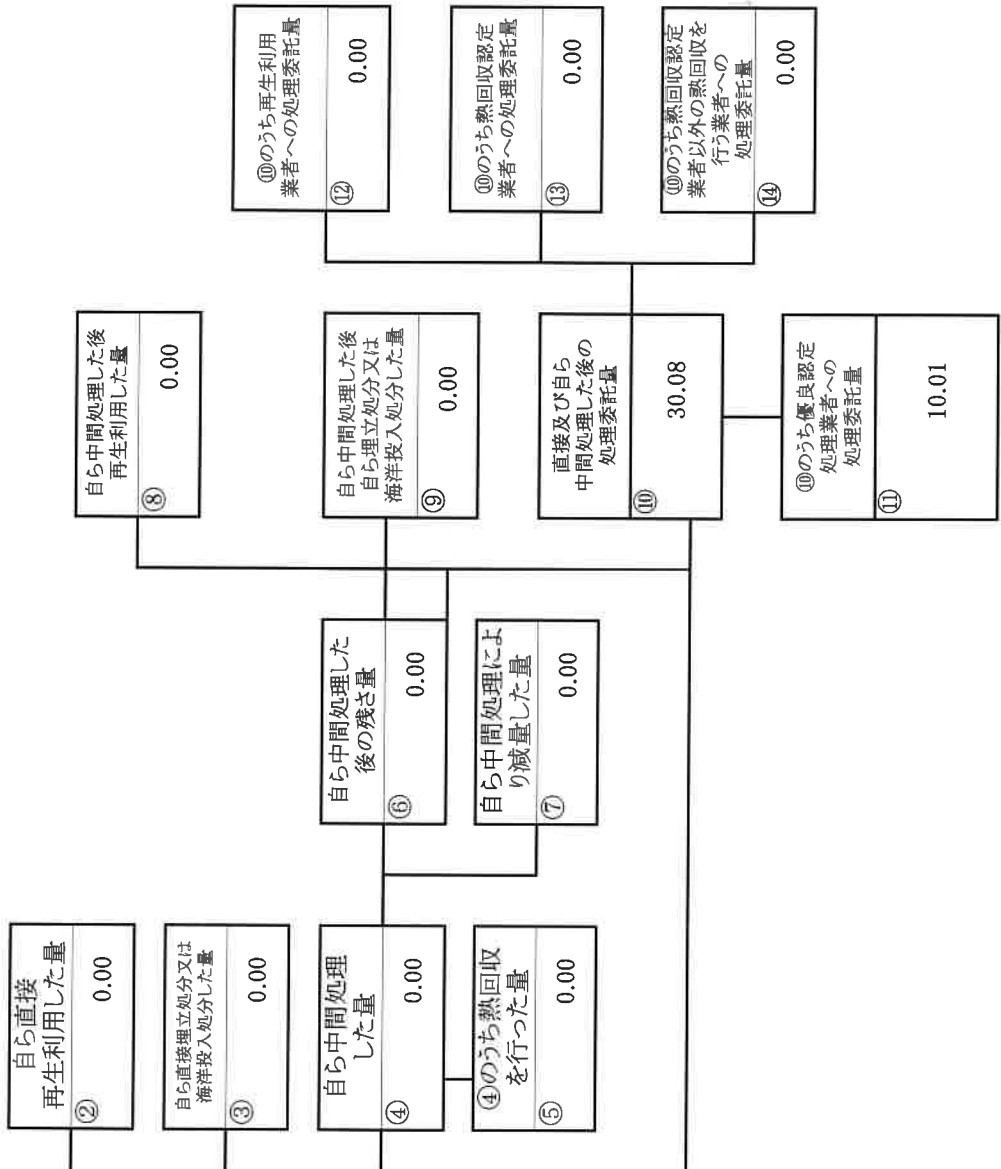 自ら直接
再生利用した量
②
0.00
自ら直接埋立処分又は
海洋投入処分した量
③
0.00
自ら中間処理
した量
④
0.00
④のうち熱回収
を行った量
⑤
0.00
自ら中間処理した
後の残さ量
⑥
0.00
自ら中間処理によ
り減量した量
⑦
0.00
自ら中間処理した後
再生利用した量
⑧
0.00
自ら中間処理した後
自ら埋立処分又は
海洋投入処分した量
⑨
0.00
直接及び自ら
中間処理した後の
処理委託量
⑩
30.08
⑩のうち優良認定
処理業者への
処理委託量
⑪
10.01
⑩のうち再生利用
業者への処理委託量
⑫
0.00
⑩のうち熱回収認定
業者への処理委託量
⑬
0.00
⑩のうち熱回収認定
業者以外の熱回収を
行う業者への
処理委託量
⑭
0.00